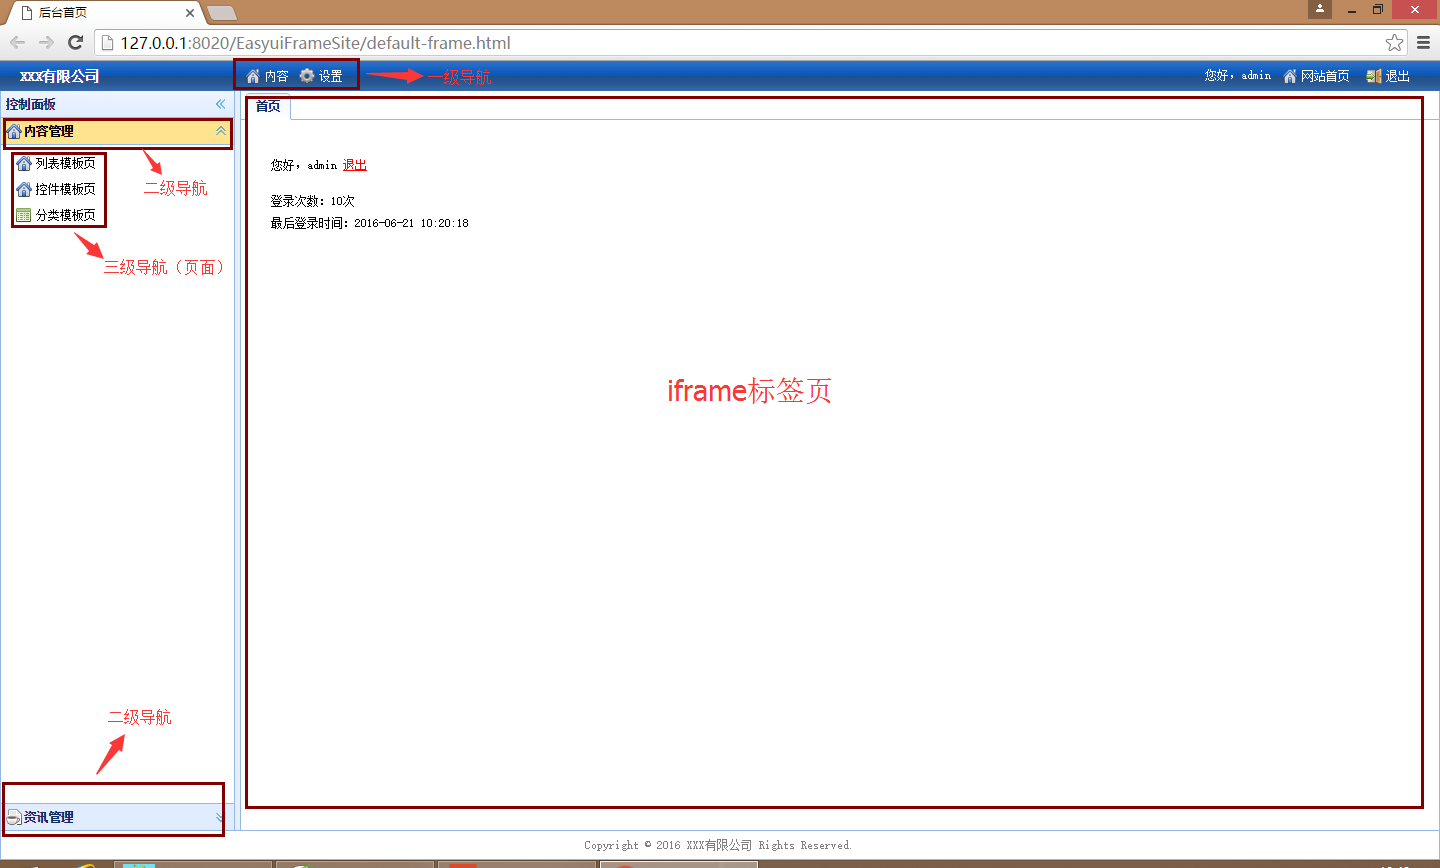 后台首页
127.0.0.1:8020/EasyuiFrameSite/default-frame.html
XXX有限公司
内容 设置
一级导航
您好，admin 网站首页 退出
控制面板
首页
内容管理
列表模板页
控件模板页
分类模板页
二级导航
三级导航（页面）
您好，admin 退出
登录次数：10次
最后登录时间：2016-06-21 10:20:18
iframe标签页
二级导航
资讯管理
Copyright © 2016 XXX有限公司 Rights Reserved.